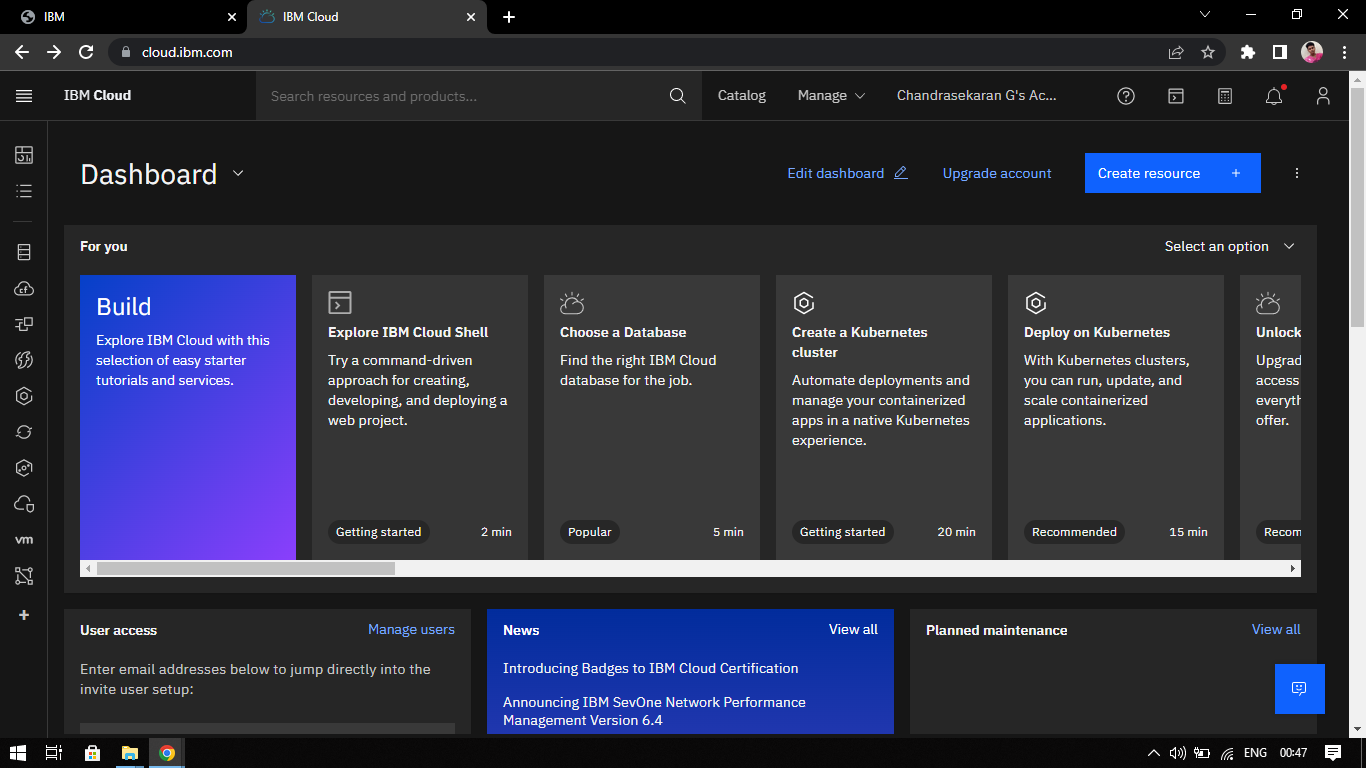 IBM
IBM Cloud
cloud.ibm.com
IBM Cloud
Search resources and products...
Catalog
Manage
Chandrasekaran G's Ac...
Dashboard
Edit dashboard
Upgrade account
Create resource +
For you
Select an option
Build
Explore IBM Cloud with this
selection of easy starter
tutorials and services.
Explore IBM Cloud Shell
Try a command-driven
approach for creating,
developing, and deploying a
web project.
Getting started
2 min
Choose a Database
Find the right IBM Cloud
database for the job.
Popular
5 min
Create a Kubernetes
cluster
Automate deployments and
manage your containerized
apps in a native Kubernetes
experience.
Getting started
20 min
Deploy on Kubernetes
With Kubernetes clusters,
you can run, update, and
scale containerized
applications.
Recommended
15 min
Unlock
Upgrad
access
everyth
offer.
Recom
cf
vm
User access
Manage users
Enter email addresses below to jump directly into the
invite user setup:
News
View all
Introducing Badges to IBM Cloud Certification
Announcing IBM SevOne Network Performance
Management Version 6.4
Planned maintenance
View all
ENG
00:47